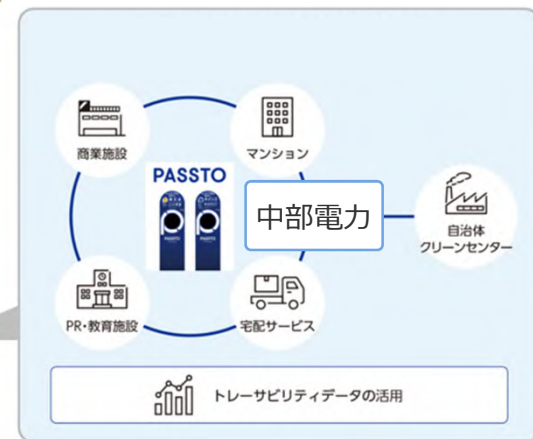 商業施設
マンション
PASSTO
中部電力
自治体
クリーンセンター
PR・教育施設
宅配サービス
トレーサビリティデータの活用